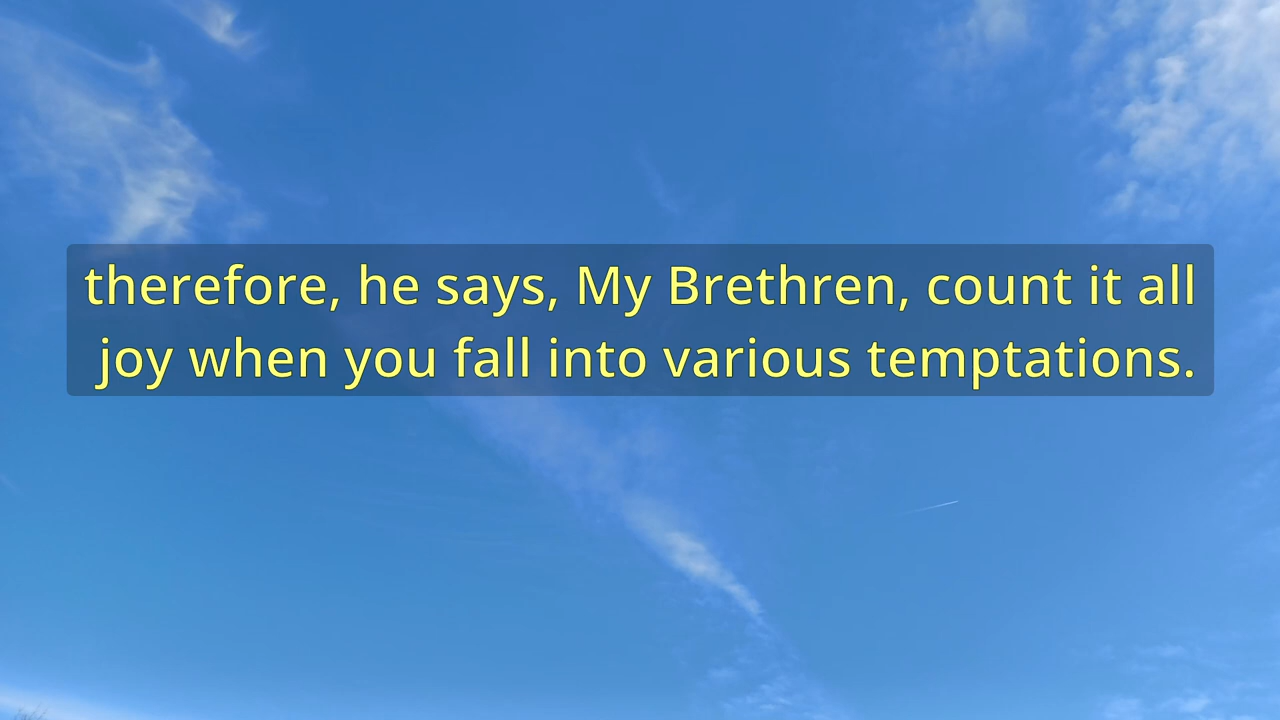 therefore, he says, My Brethren, count it all
joy when you fall into various temptations.